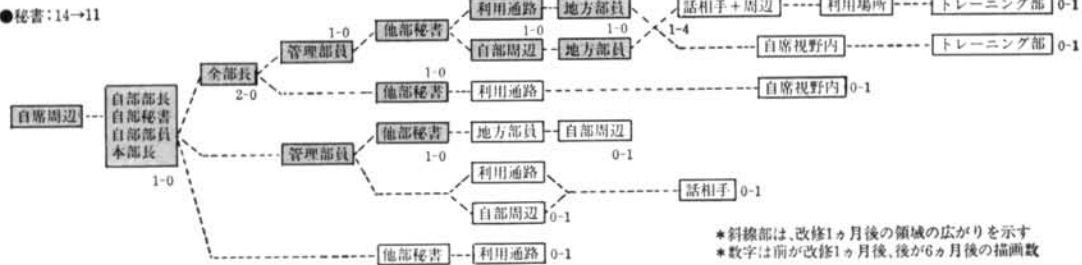 ●秘書:14→11
利用通路 地方部員 話相手+周辺 利用場所 トレーニング部 0-1
1-0 他部秘書 1-0 1-0 1-4
管理部員 自部周辺 地方部員 自席視野内 トレーニング部 0-1
全部長 1-0
2-0 他部秘書 利用通路 自席視野内 0-1
自席周辺
自部部長
自部秘書
自部部員
本部長
1-0
管理部員 他部秘書 地方部員 自部周辺
1-0 0-1
利用通路
話相手 0-1
自部周辺 0-1
他部秘書 利用通路 0-1
*斜線部は、改修1ヵ月後の領域の広がりを示す
*数字は前が改修1ヵ月後、後が6ヵ月後の描画数